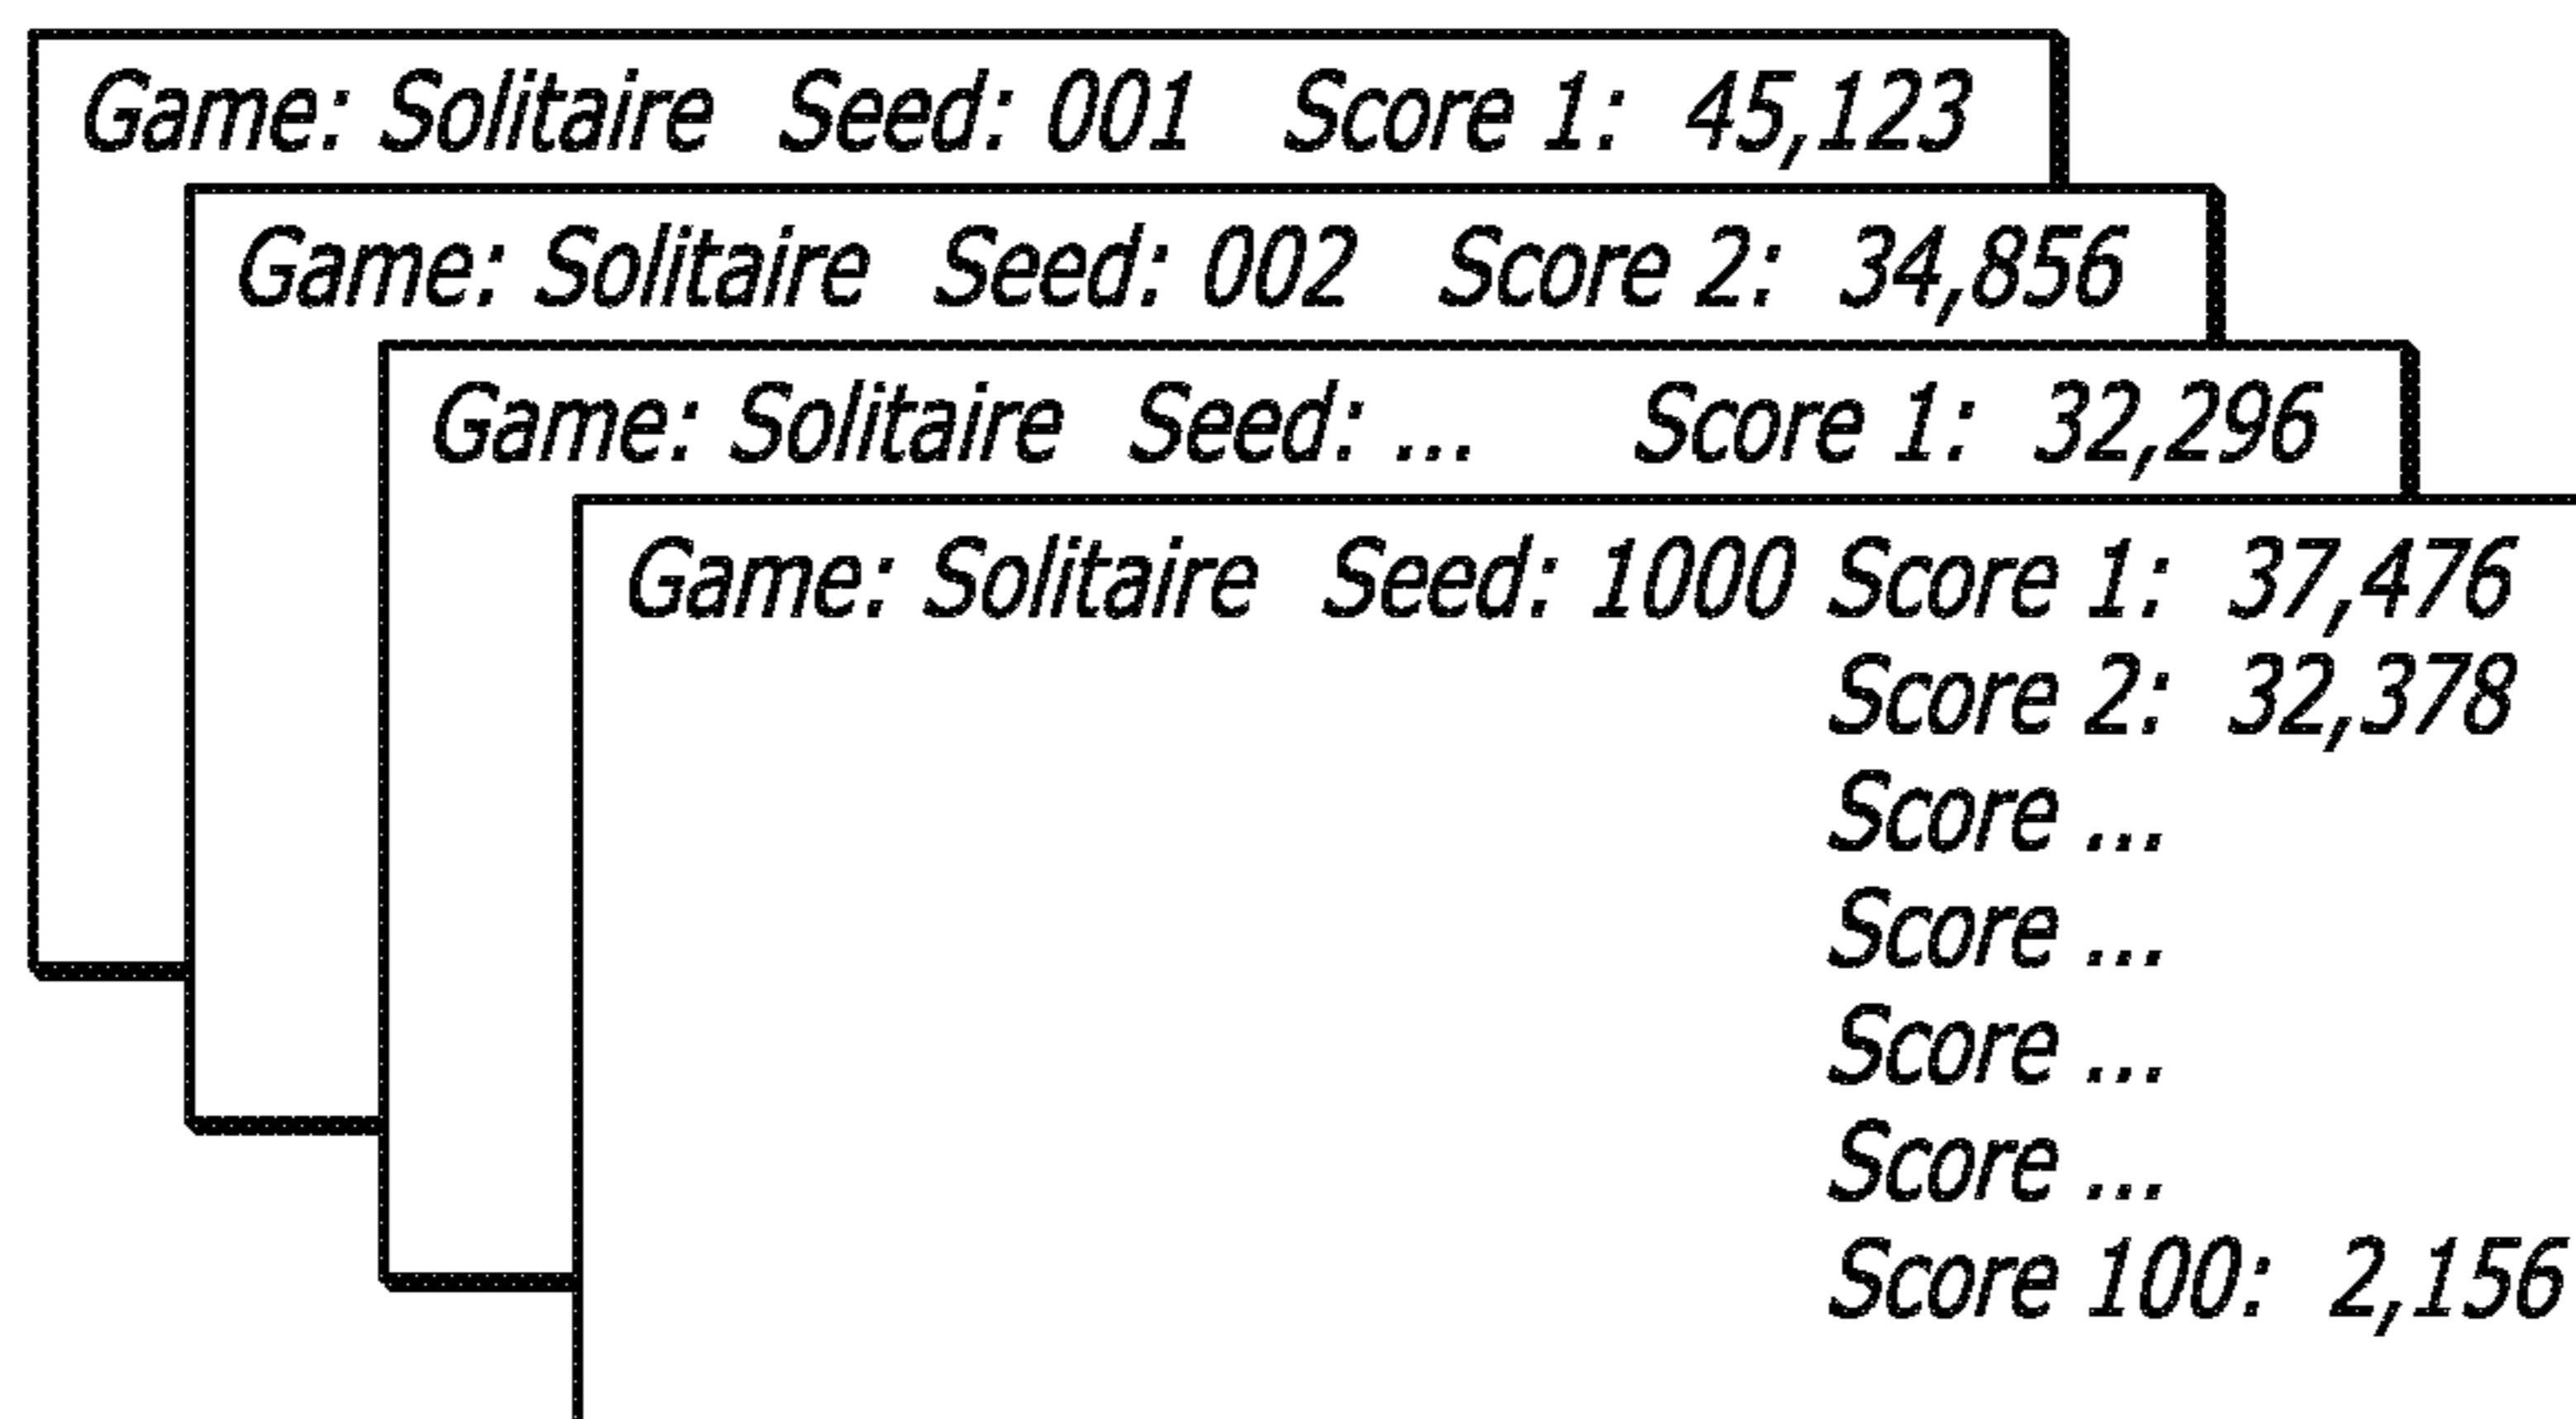 Game: Solitaire Seed: 001 Score 1: 45,123
Game: Solitaire Seed: 002 Score 2: 34,856
Game: Solitaire Seed: ... Score 1: 32,296
Game: Solitaire Seed: 1000 Score 1: 37,476
Score 2: 32,378
Score ...
Score ...
Score ...
Score ...
Score 100: 2,156